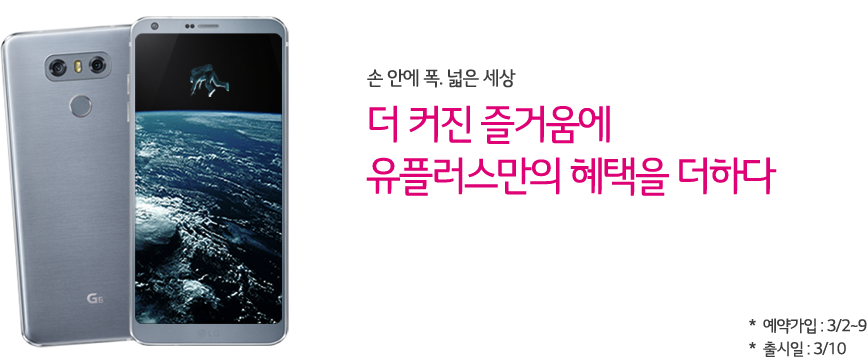 손 안에 폭. 넓은 세상
더 커진 즐거움에
유플러스만의 혜택을 더하다
G6
LG
* 예약가입 : 3/2~9
* 출시일 : 3/10